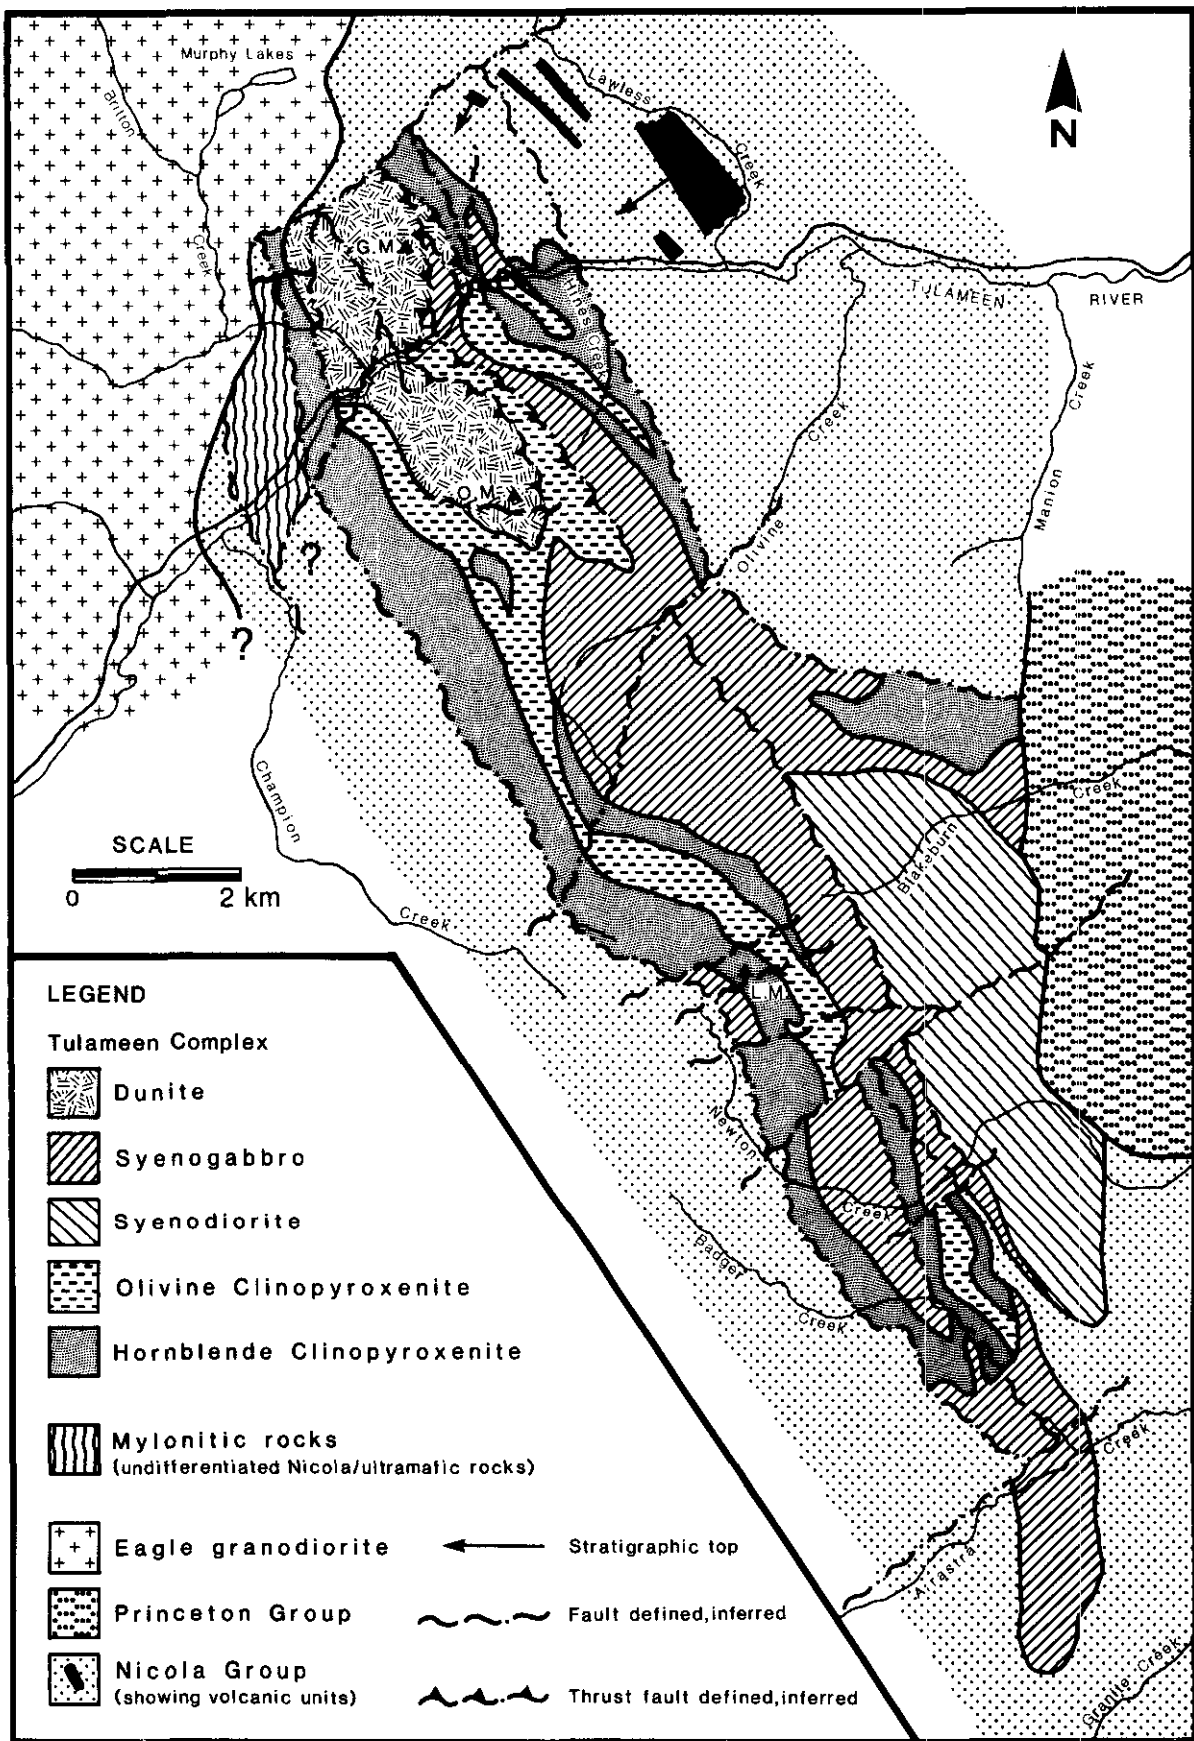 Murphy Lakes
Britton
Creek
Lawless
Creek
N
G.M.
Hines Creek
TULAMEEN
RIVER
Olivine
Creek
Manion
Creek
O.M.
?
?
Champion
Creek
Blakeburn
Creek
SCALE
0
2 km
L.M.
Newton
Creek
Badger
Creek
Arrastra
Creek
Granite Creek
LEGEND
Tulameen Complex
Dunite
Syenogabbro
Syenodiorite
Olivine Clinopyroxenite
Hornblende Clinopyroxenite
Mylonitic rocks
(undifferentiated Nicola/ultramafic rocks)
Eagle granodiorite
Stratigraphic top
Princeton Group
Fault defined, inferred
Nicola Group
(showing volcanic units)
Thrust fault defined, inferred